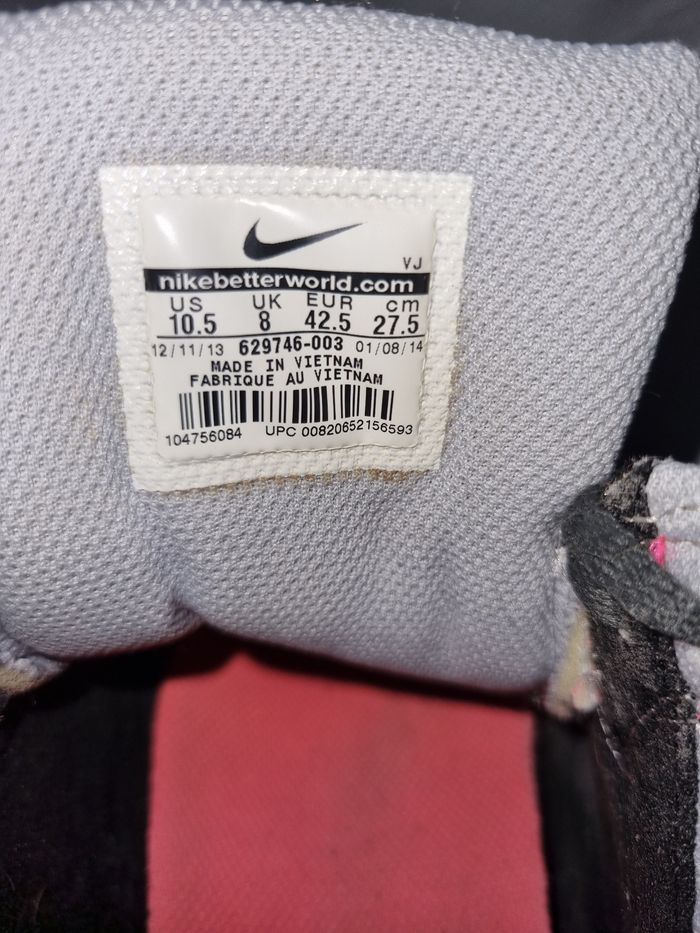 VJ
nikebetterworld.com
US UK EUR cm
10.5 8 42.5 27.5
12/11/13 629746-003 01/08/14
MADE IN VIETNAM
FABRIQUE AU VIETNAM
104756084 UPC 00820652156593